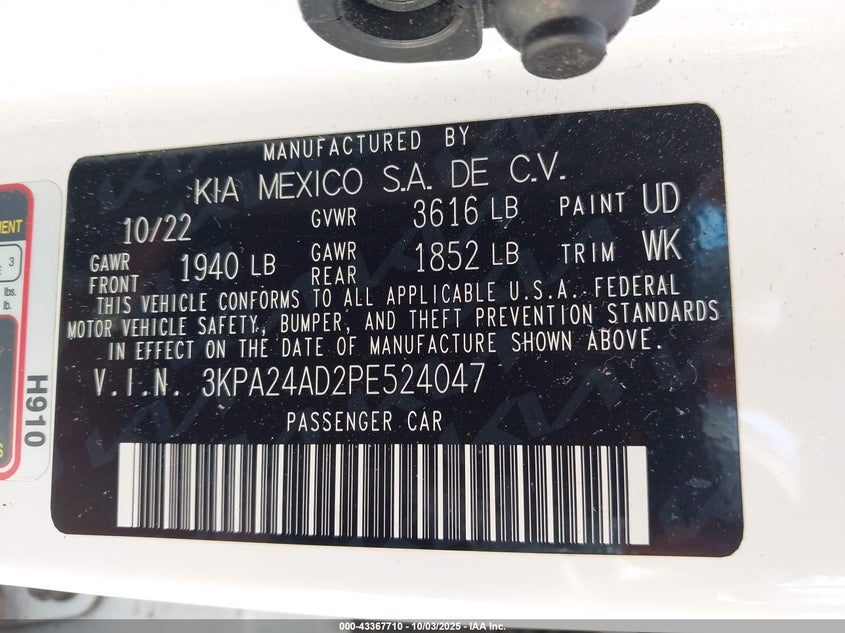 MANUFACTURED BY
KIA MEXICO S.A. DE C.V.
10/22 GVWR 3616 LB PAINT UD
GAWR FRONT 1940 LB GAWR REAR 1852 LB TRIM WK
THIS VEHICLE CONFORMS TO ALL APPLICABLE U.S.A. FEDERAL
MOTOR VEHICLE SAFETY, BUMPER, AND THEFT PREVENTION STANDARDS
IN EFFECT ON THE DATE OF MANUFACTURE SHOWN ABOVE.
V.I.N. 3KPA24AD2PE524047
PASSENGER CAR
3
lbs.
lb.
H910
000-43367710 - 10/03/2025 - IAA Inc.